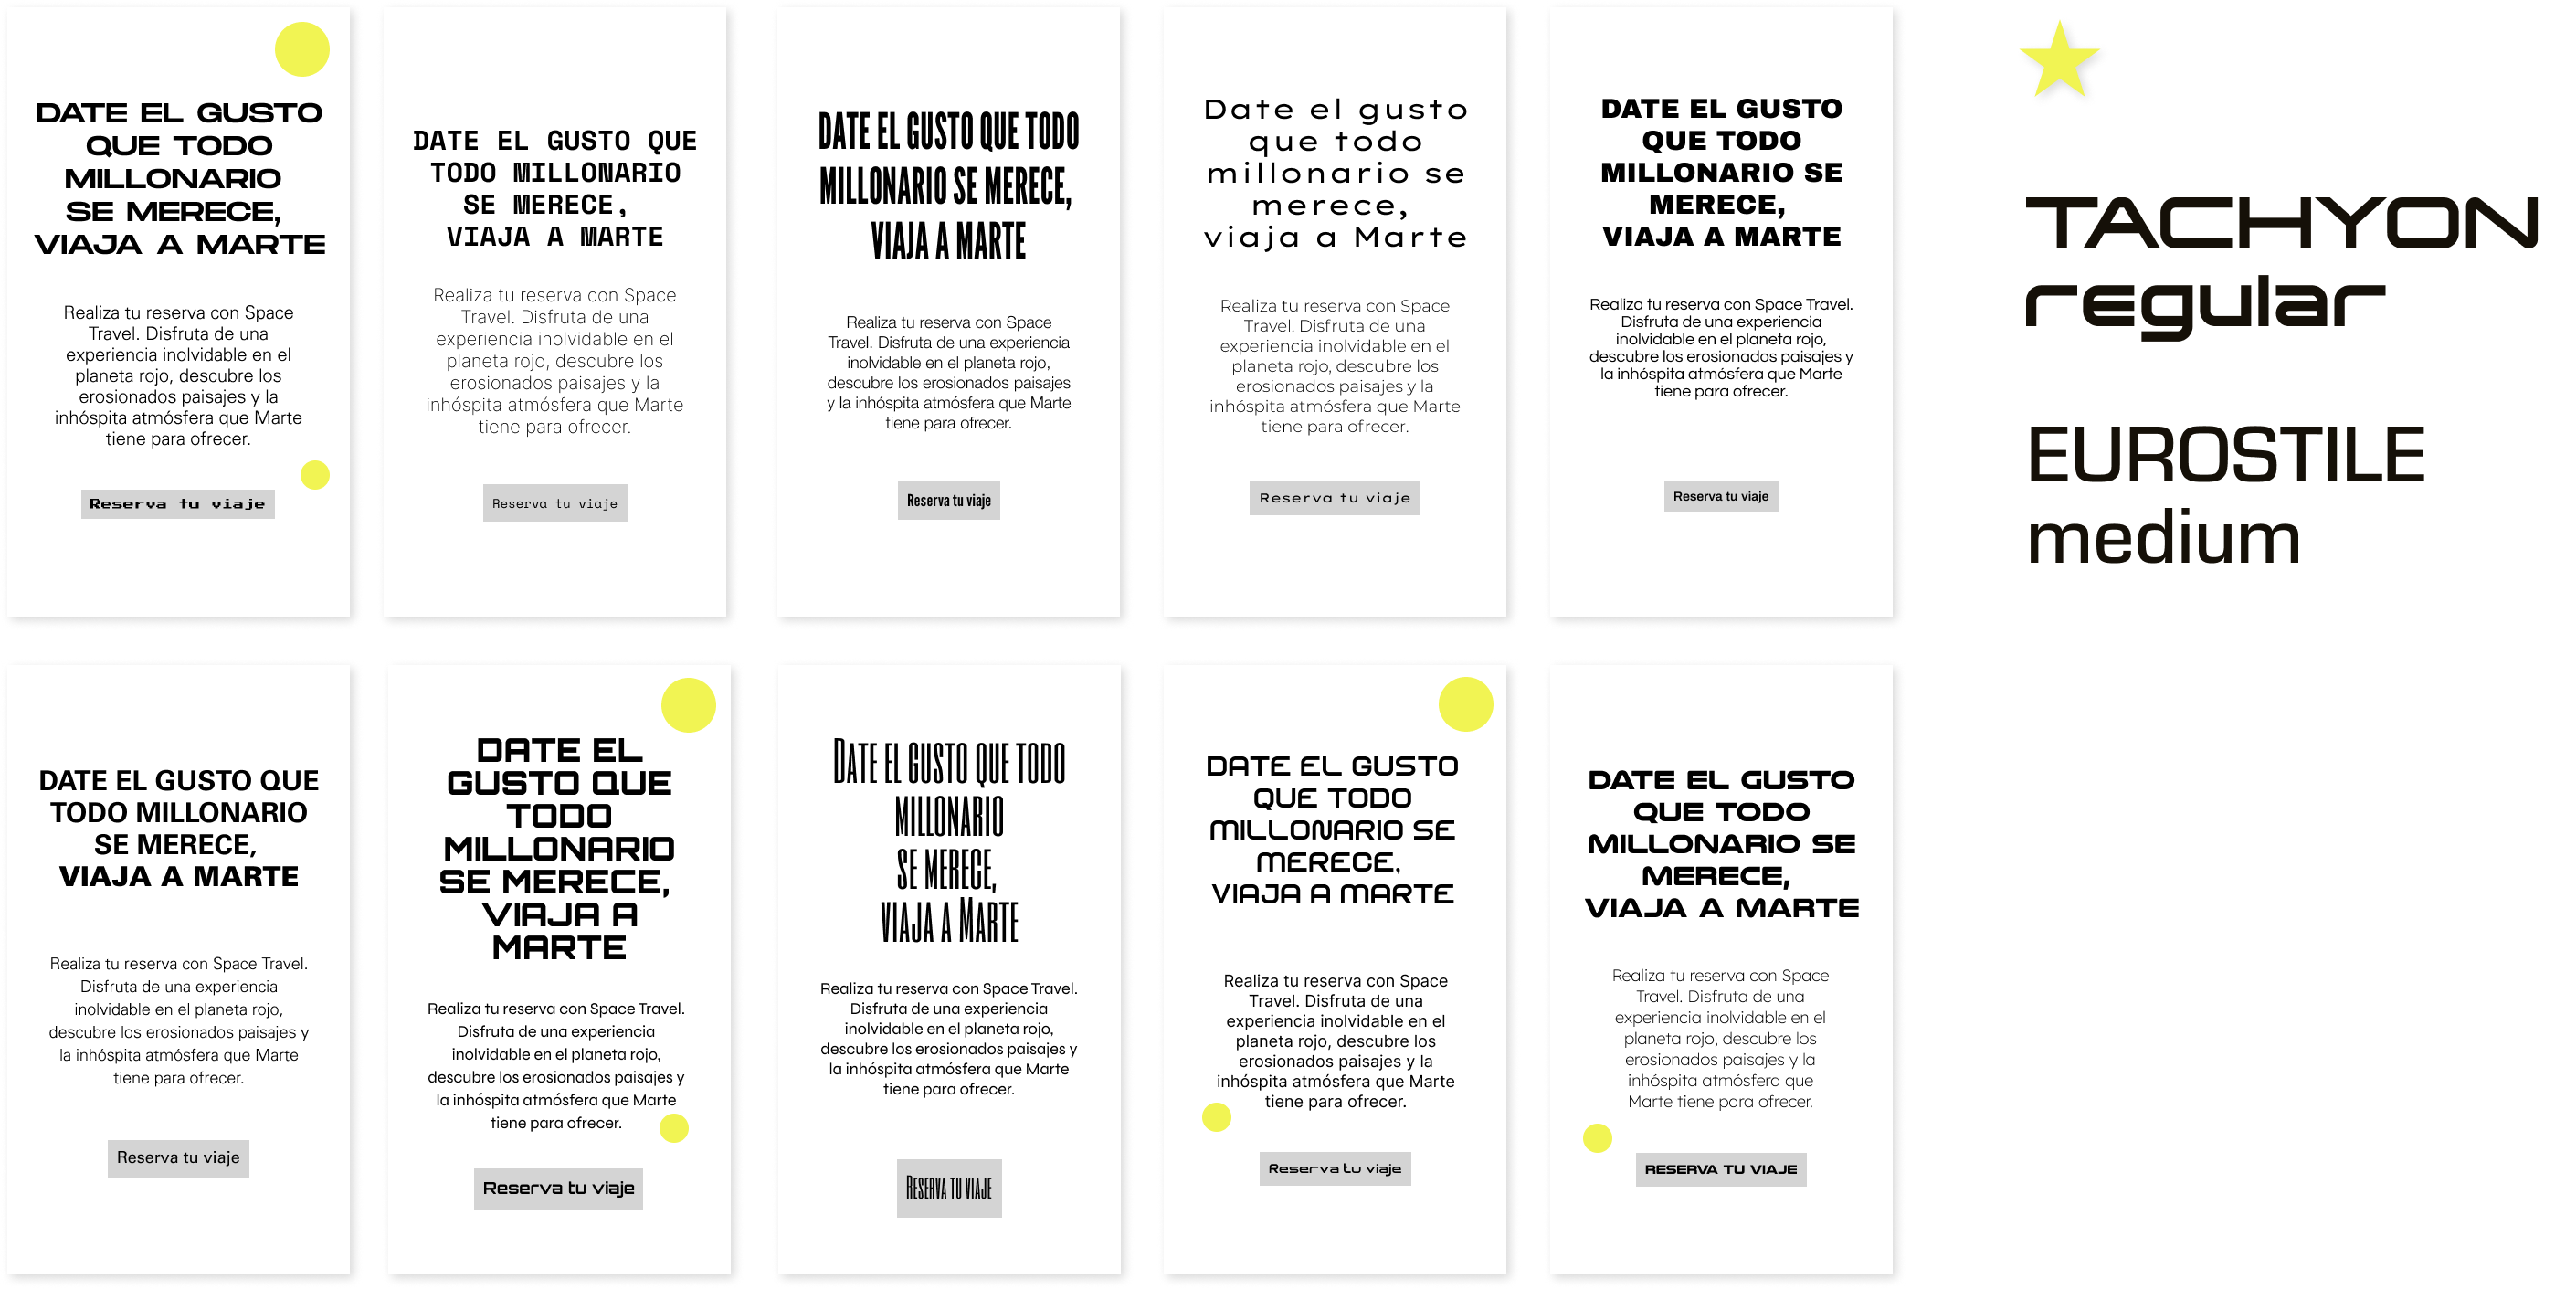 DATE EL GUSTO
QUE TODO
MILLONARIO
SE MERECE,
VIAJA A MARTE
Realiza tu reserva con Space
Travel. Disfruta de una
experiencia inolvidable en el
planeta rojo, descubre los
erosionados paisajes y la
inhóspita atmósfera que Marte
tiene para ofrecer.
Reserva tu viaje
DATE EL GUSTO QUE
TODO MILLONARIO
SE MERECE,
VIAJA A MARTE
Realiza tu reserva con Space
Travel. Disfruta de una
experiencia inolvidable en el
planeta rojo, descubre los
erosionados paisajes y la
inhóspita atmósfera que Marte
tiene para ofrecer.
Reserva tu viaje
DATE EL GUSTO QUE TODO
MILLONARIO SE MERECE,
VIAJA A MARTE
Realiza tu reserva con Space
Travel. Disfruta de una experiencia
inolvidable en el planeta rojo,
descubre los erosionados paisajes
y la inhóspita atmósfera que Marte
tiene para ofrecer.
Reserva tu viaje
Date el gusto
que todo
millonario se
merece,
viaja a Marte
Realiza tu reserva con Space
Travel. Disfruta de una
experiencia inolvidable en el
planeta rojo, descubre los
erosionados paisajes y la
inhóspita atmósfera que Marte
tiene para ofrecer.
Reserva tu viaje
DATE EL GUSTO
QUE TODO
MILLONARIO SE
MERECE,
VIAJA A MARTE
Realiza tu reserva con Space Travel.
Disfruta de una experiencia
inolvidable en el planeta rojo,
descubre los erosionados paisajes y
la inhóspita atmósfera que Marte
tiene para ofrecer.
Reserva tu viaje
TACHYON
regular
EUROSTILE
medium
DATE EL GUSTO QUE
TODO MILLONARIO
SE MERECE,
VIAJA A MARTE
Realiza tu reserva con Space Travel.
Disfruta de una experiencia
inolvidable en el planeta rojo,
descubre los erosionados paisajes y
la inhóspita atmósfera que Marte
tiene para ofrecer.
Reserva tu viaje
DATE EL
GUSTO QUE
TODO
MILLONARIO
SE MERECE,
VIAJA A
MARTE
Realiza tu reserva con Space Travel.
Disfruta de una experiencia
inolvidable en el planeta rojo,
descubre los erosionados paisajes y
la inhóspita atmósfera que Marte
tiene para ofrecer.
Reserva tu viaje
Date el gusto que todo
millonario
se merece,
viaja a Marte
Realiza tu reserva con Space Travel.
Disfruta de una experiencia
inolvidable en el planeta rojo,
descubre los erosionados paisajes y
la inhóspita atmósfera que Marte
tiene para ofrecer.
Reserva tu viaje
DATE EL GUSTO
QUE TODO
MILLONARIO SE
MERECE,
VIAJA A MARTE
Realiza tu reserva con Space
Travel. Disfruta de una
experiencia inolvidable en el
planeta rojo, descubre los
erosionados paisajes y la
inhóspita atmósfera que Marte
tiene para ofrecer.
Reserva tu viaje
DATE EL GUSTO
QUE TODO
MILLONARIO SE
MERECE,
VIAJA A MARTE
Realiza tu reserva con Space
Travel. Disfruta de una
experiencia inolvidable en el
planeta rojo, descubre los
erosionados paisajes y la
inhóspita atmósfera que
Marte tiene para ofrecer.
RESERVA TU VIAJE